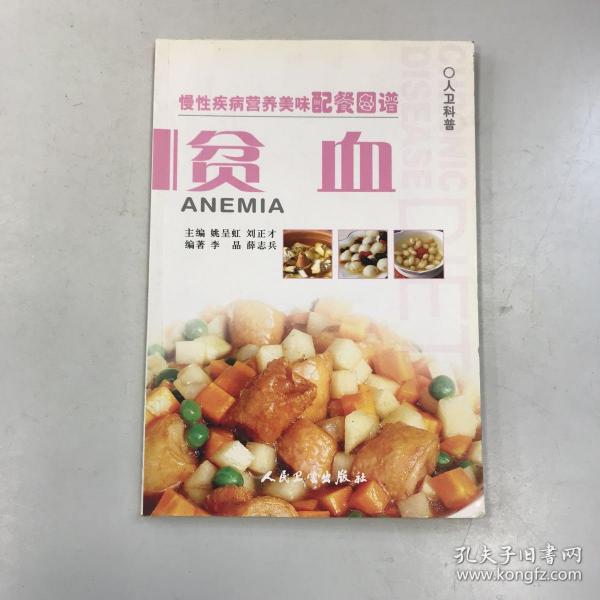 慢性疾病营养美味配餐图谱
人卫科普
贫血
ANEMIA
主编 姚呈虹 刘正才
编著 李晶 薛志兵
CHRONIC
DISEASE
DIET
人民卫生出版社
孔夫子旧书网
www.kongfz.com